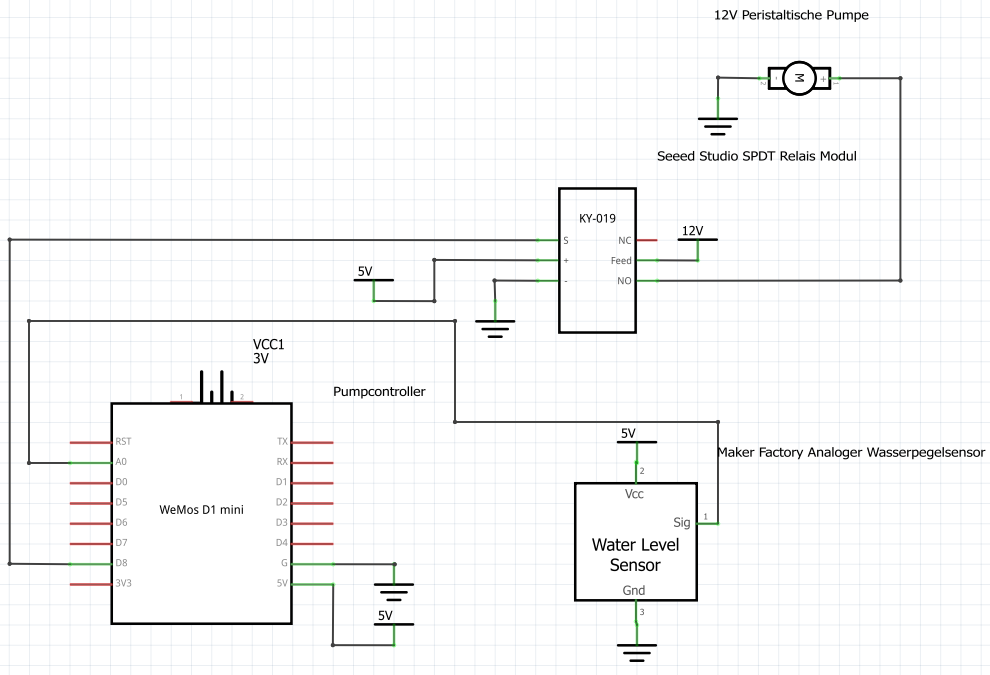 12V Peristaltische Pumpe
M
2
-
+
1
Seeed Studio SPDT Relais Modul
KY-019
S
NC
12V
+
Feed
5V
-
NO
VCC1
3V
1
2
Pumpcontroller
RST
TX
A0
RX
D0
D1
D5
D2
WeMos D1 mini
D6
D3
D7
D4
D8
G
3V3
5V
5V
5V
Maker Factory Analoger Wasserpegelsensor
2
Vcc
Sig
1
Water Level
Sensor
Gnd
3